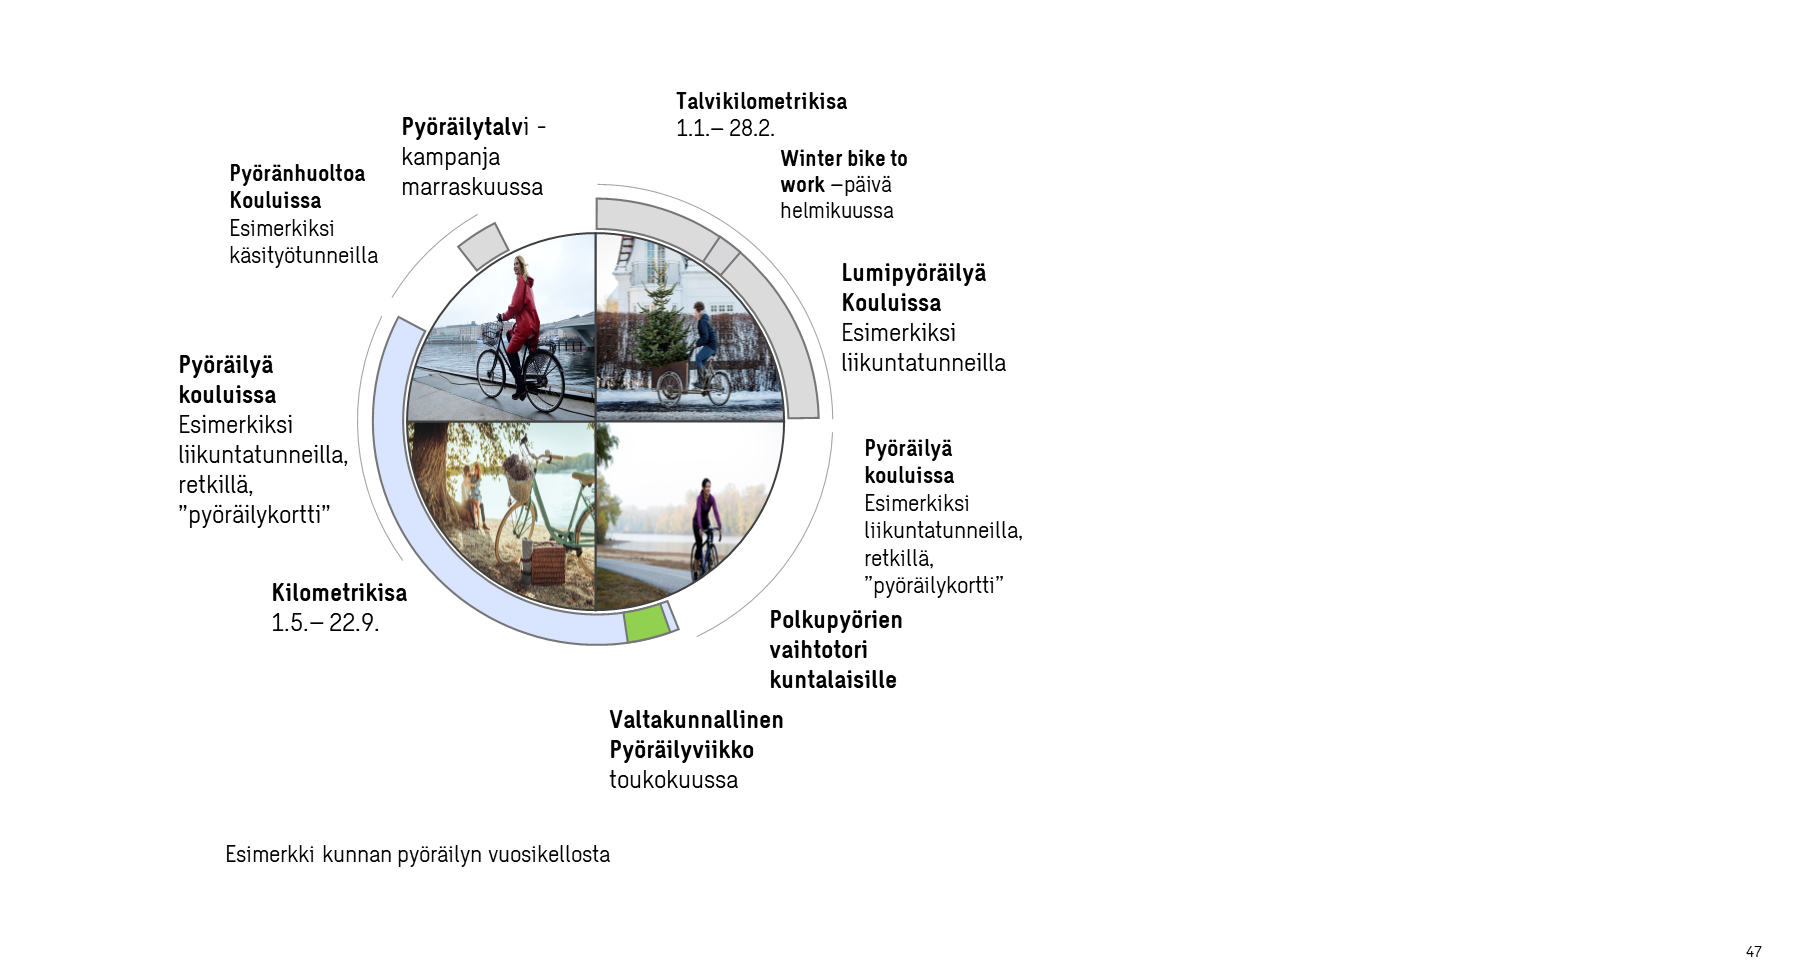 Talvikilometrikisa
1.1.– 28.2.
Winter bike to
work –päivä
helmikuussa
Lumipyöräilyä
Kouluissa
Esimerkiksi
liikuntatunneilla
Pyöräilyä
kouluissa
Esimerkiksi
liikuntatunneilla,
retkillä,
”pyöräilykortti”
Polkupyörien
vaihtotori
kuntalaisille
Valtakunnallinen
Pyöräilyviikko
toukokuussa
Kilometrikisa
1.5.– 22.9.
Pyöräilyä
kouluissa
Esimerkiksi
liikuntatunneilla,
retkillä,
”pyöräilykortti”
Pyöränhuoltoa
Kouluissa
Esimerkiksi
käsityötunneilla
Pyöräilytalvi -
kampanja
marraskuussa
Esimerkki kunnan pyöräilyn vuosikellosta
47